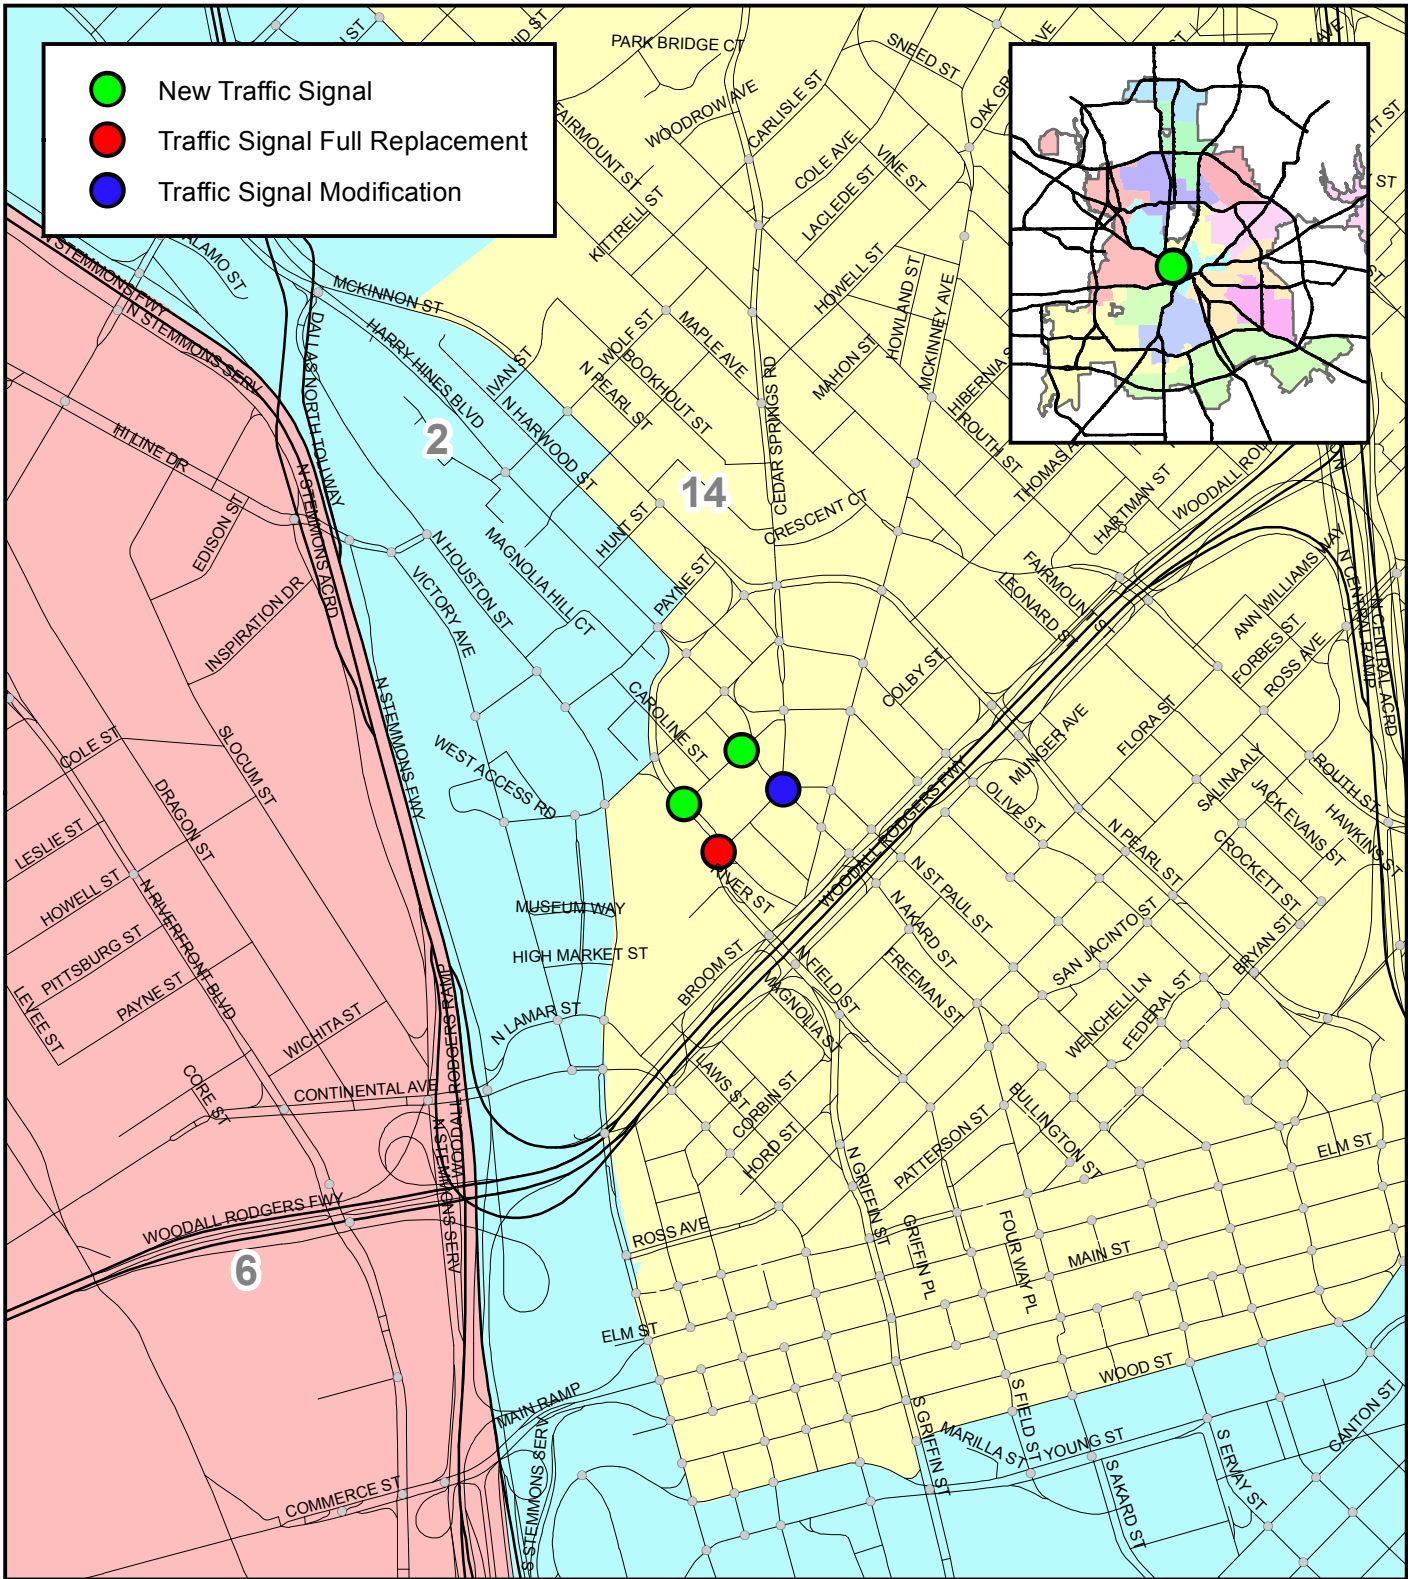 New Traffic Signal
Traffic Signal Full Replacement
Traffic Signal Modification
PARK BRIDGE CT
SNEED ST
WOODROW AVE
CARLISLE ST
FAIRMOUNT ST
COLE AVE
VINE ST
LACLEDE ST
KITTRELL ST
HOWELL ST
HOWLAND ST
MCKINNEY AVE
ALAMO ST
N STEMMONS FWY
N STEMMONS SERV
MCKINNON ST
DALLAS NORTH TOLLWAY
HARRY HINES BLVD
IVAN ST
WOLF ST
MAPLE AVE
BOOKHOUT ST
N PEARL ST
N HARWOOD ST
CEDAR SPRINGS RD
MAHON ST
ROUTH ST
HARTMAN ST
HI LINE DR
2
14
CRESCENT CT
HUNT ST
EDISON ST
N STEMMONS ACRD
INSPIRATION DR
N HOUSTON ST
VICTORY AVE
MAGNOLIA HILL CT
PAYNE ST
FAIRMOUNT ST
LEONARD ST
ANN WILLIAMS WAY
FORBES ST
ROSS AVE
N CENTRAL RAMP
N CENTRAL ACRD
COLBY ST
CAROLINE ST
N STEMMONS FWY
COLE ST
SLOCUM ST
DRAGON ST
WEST ACCESS RD
MUNGER AVE
FLORA ST
SALINA ALY
ROUTH ST
JACK EVANS ST
HAWKINS ST
CROCKETT ST
OLIVE ST
N PEARL ST
WOODALL RODGERS FWY
LESLIE ST
HOWELL ST
PITTSBURG ST
PAYNE ST
LEVEE ST
N RIVERFRONT BLVD
MUSEUM WAY
HIGH MARKET ST
N LAMAR ST
RIVER ST
BROOM ST
N FIELD ST
MAGNOLIA ST
N ST PAUL ST
N AKARD ST
FREEMAN ST
SAN JACINTO ST
BRYAN ST
WENCHELL LN
FEDERAL ST
WICHITA ST
CORE ST
CONTINENTAL AVE
WOODALL RODGERS RAMP
N STEMMONS SERV
LAWS ST
CORBIN ST
HORD ST
PATTERSON ST
BULLINGTON ST
ELM ST
WOODALL RODGERS FWY
6
ROSS AVE
N GRIFFIN ST
GRIFFIN PL
FOUR WAY PL
MAIN ST
ELM ST
WOOD ST
MAIN RAMP
S STEMMONS SERV
COMMERCE ST
S GRIFFIN ST
MARILLA ST
S FIELD ST
YOUNG ST
S AKARD ST
S ERVAY ST
CANTON ST